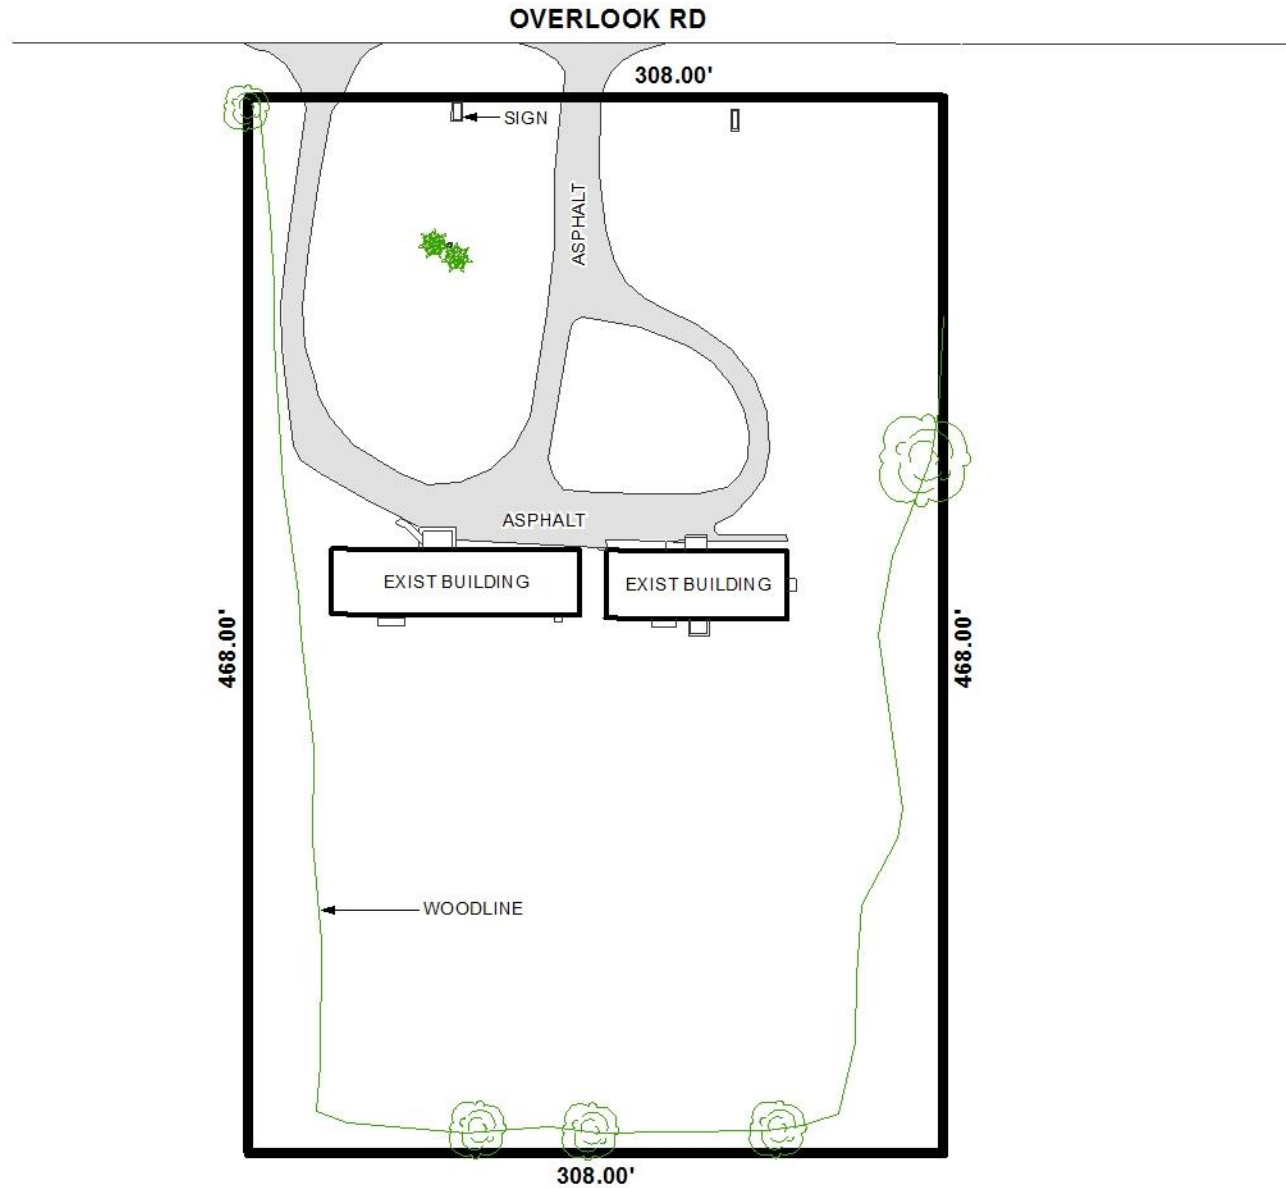 OVERLOOK RD
308.00'
SIGN
ASPHALT
ASPHALT
EXIST BUILDING
EXIST BUILDING
468.00'
468.00'
WOODLINE
308.00'